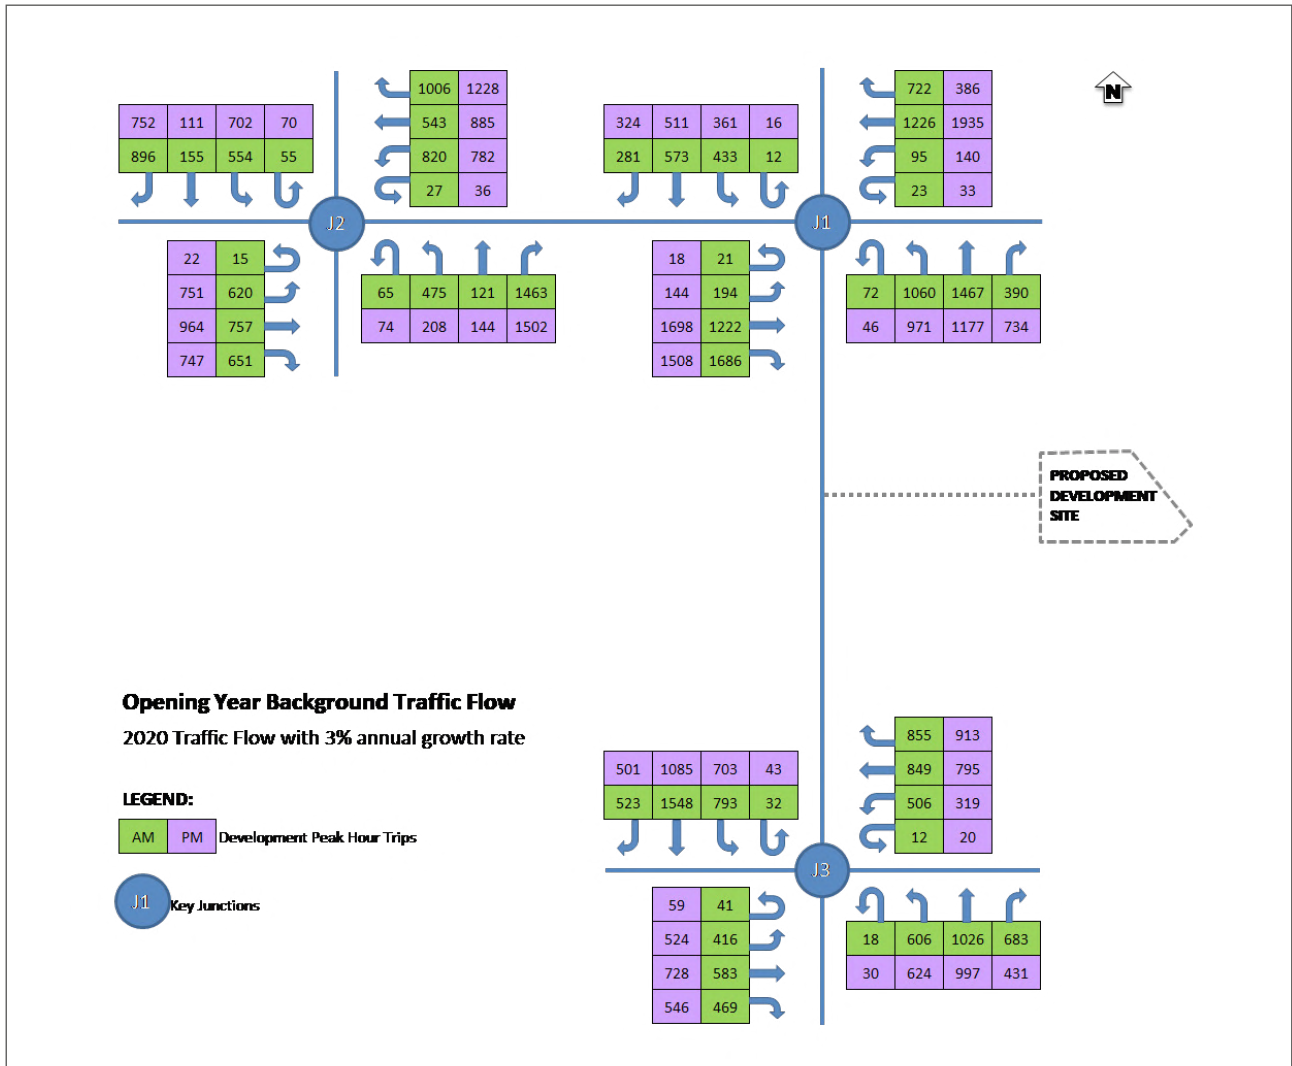 1006 1228
722 386
N
752 111 702 70
543 885
324 511 361 16
1226 1935
896 155 554 55
820 782
281 573 433 12
95 140
27 36
23 33
J2
J1
22 15
18 21
751 620
65 475 121 1463
144 194
72 1060 1467 390
964 757
74 208 144 1502
1698 1222
46 971 1177 734
747 651
1508 1686
PROPOSED
DEVELOPMENT
SITE
Opening Year Background Traffic Flow
2020 Traffic Flow with 3% annual growth rate
855 913
501 1085 703 43
849 795
LEGEND:
523 1548 793 32
506 319
AM PM Development Peak Hour Trips
12 20
J3
J1 Key Junctions
59 41
524 416
18 606 1026 683
728 583
30 624 997 431
546 469